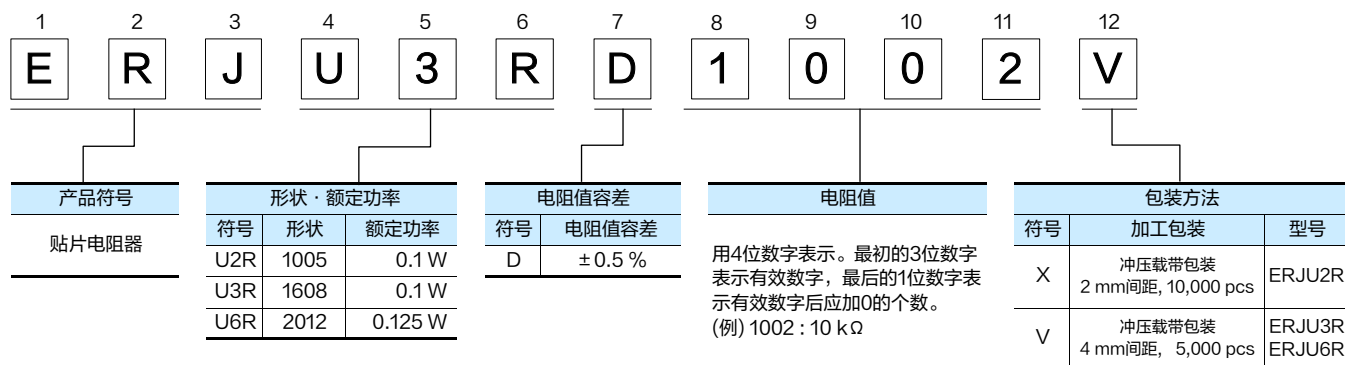 1 2 3 4 5 6 7 8 9 10 11 12
E R J U 3 R D 1 0 0 2 V
产品符号
贴片电阻器
形状 · 额定功率
符号 形状 额定功率
U2R 1005 0.1 W
U3R 1608 0.1 W
U6R 2012 0.125 W
电阻值容差
符号 电阻值容差
D ±0.5 %
电阻值
用4位数字表示。最初的3位数字
表示有效数字，最后的1位数字表
示有效数字后应加0的个数。
(例) 1002 : 10 kΩ
包装方法
符号 加工包装 型号
X 冲压载带包装 ERJU2R
2 mm间距, 10,000 pcs
V 冲压载带包装 ERJU3R
4 mm间距, 5,000 pcs ERJU6R